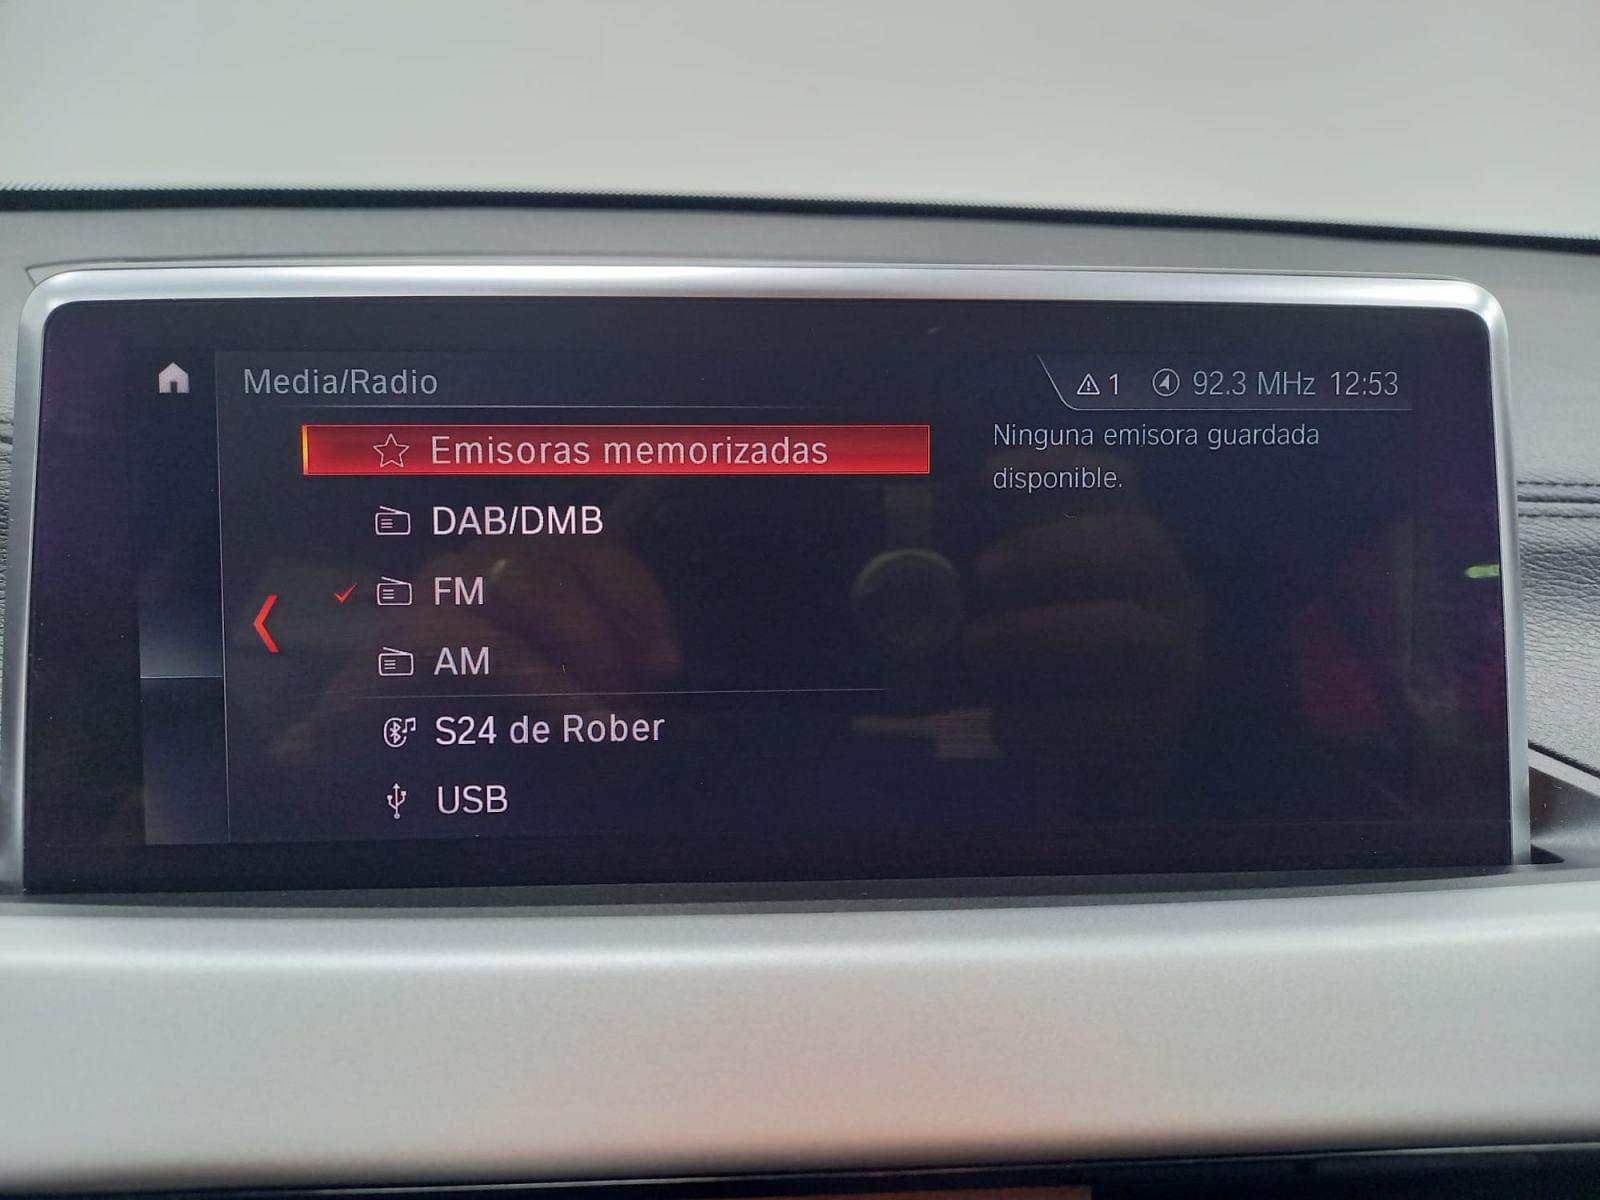 Media/Radio
1 92.3 MHz 12:53
Emisoras memorizadas
Ninguna emisora guardada
disponible.
DAB/DMB
FM
AM
S24 de Rober
USB